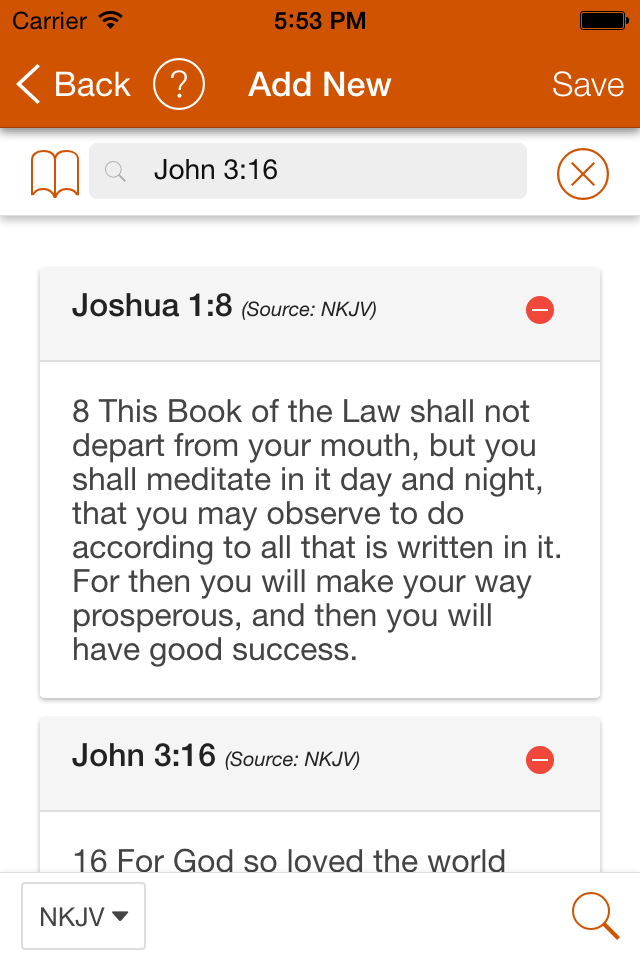 Carrier 5:53 PM
Back ? Add New Save
John 3:16
Joshua 1:8 (Source: NKJV)
8 This Book of the Law shall not
depart from your mouth, but you
shall meditate in it day and night,
that you may observe to do
according to all that is written in it.
For then you will make your way
prosperous, and then you will
have good success.
John 3:16 (Source: NKJV)
16 For God so loved the world
NKJV